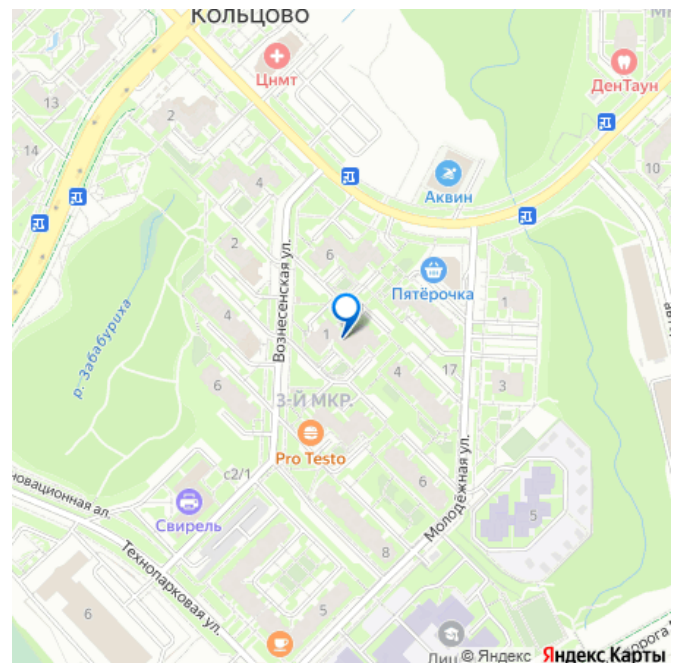 КОЛЬЦОВО
Цнмт
ДенТаун
13
2
14
4
10
Аквин
2
6
Вознесенская ул.
Пятёрочка
1
р. Забабуриха
4
1
4
17
3
6
3-Й МКР.
Pro Testo
с2/1
6
Молодёжная ул.
новационная ал.
Свирель
5
Технопарковая ул.
8
6
5
Лиц
© Яндекс Яндекс Карты